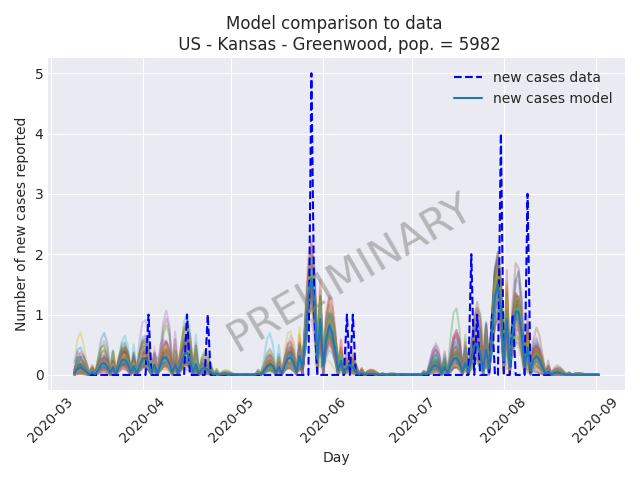 Model comparison to data
US - Kansas - Greenwood, pop. = 5982
Number of new cases reported
5
4
3
2
1
0
new cases data
new cases model
PRELIMINARY
2020-03
2020-04
2020-05
2020-06
2020-07
2020-08
2020-09
Day